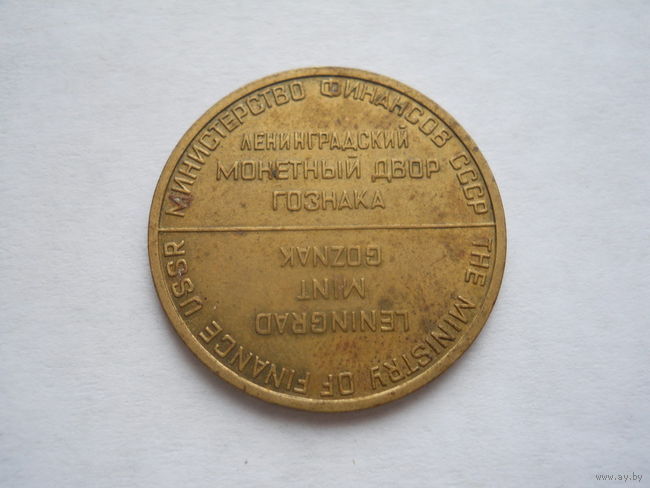 МИНИСТЕРСТВО ФИНАНСОВ СССР
ЛЕНИНГРАДСКИЙ
МОНЕТНЫЙ ДВОР
ГОЗНАКА
THE MINISTRY OF FINANCE USSR
LENINGRAD
MINT
GOZNAK
www.ay.by